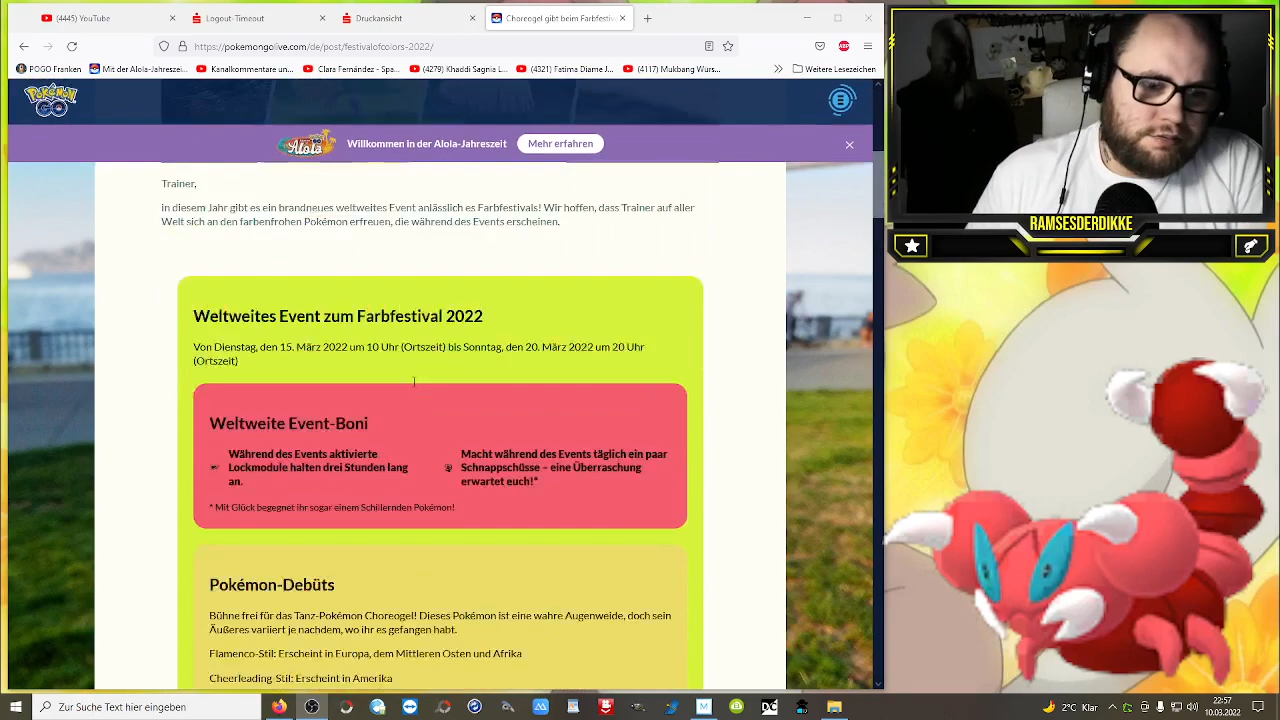 (4445) YouTube
Logout-Timeout
Druckansicht
Choreogel gibt beim Farbfestiv
https://pokemongolive.com/de/post/festivalofcolors-2022/
POGO Franken
Mit der Alola-Jahreszei...
Kalkalkommentare un...
Clara Fernández - Spa...
(4279) Khaddi Sagnia L...
(4321) Fatima Diame J...
(4117) Mukbang Würs...
Weitere Lesezeichen
POKÉMON GO
Alola
Willkommen in der Alola-Jahreszeit
Mehr erfahren
Trainer,
in diesem Jahr gibt es ein brandneues weltweites Event anlässlich es Farbfestivals! Wir hoffen, dass Trainer auf aller
Welt sich an den farbenfrohen Pokémon erfreuen, die während des Events erscheinen.
Weltweites Event zum Farbfestival 2022
Von Dienstag, den 15. März 2022 um 10 Uhr (Ortszeit) bis Sonntag, den 20. März 2022 um 20 Uhr
(Ortszeit)
Weltweite Event-Boni
Während des Events aktivierte
Lockmodule halten drei Stunden lang
an.
Macht während des Events täglich ein paar
Schnappschüsse – eine Überraschung
erwartet euch!*
* Mit Glück begegnet ihr sogar einem Schillernden Pokémon!
Pokémon-Debüts
Bühne frei für das Tanz-Pokémon Choreogel! Dieses Pokémon ist eine wahre Augenweide, doch sein
Äußeres variiert je nachdem, wo ihr es gefangen habt.
Flamenco-Stil: Erscheint in Europa, dem Mittleren Osten und Afrika
Cheerleading-Stil: Erscheint in Amerika
RAMSESDERDIKKE
Zur Suche Text hier eingeben
2°C Klar
22:57
10.03.2022